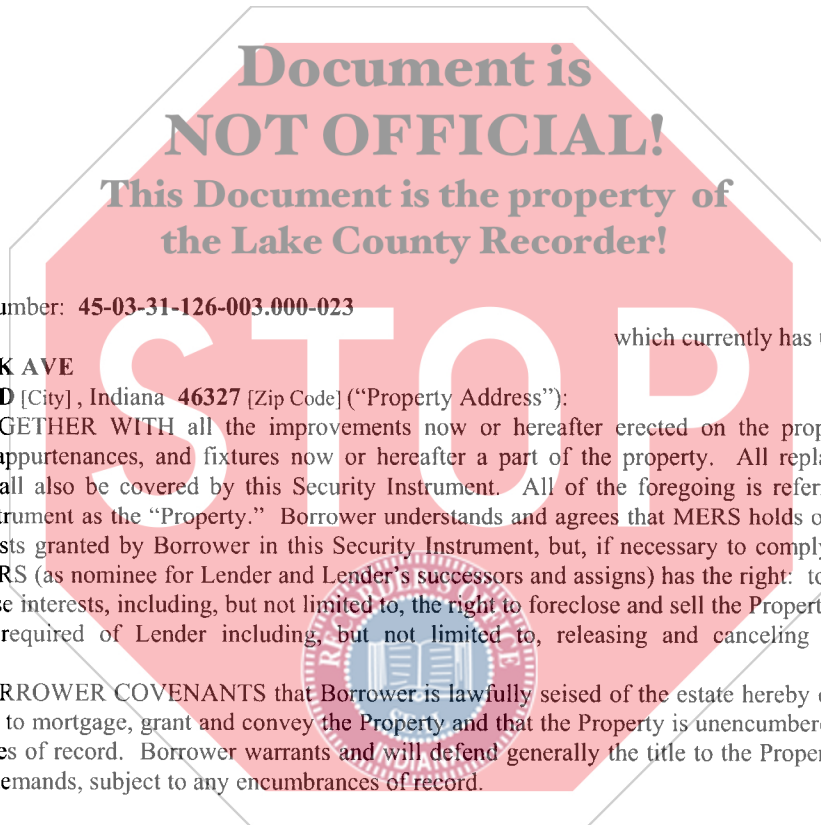 Document is
NOT OFFICIAL!
This Document is the property of
the Lake County Recorder!
umber: 45-03-31-126-003.000-023
which currently has
K AVE
D [City] , Indiana 46327 [Zip Code] (“Property Address”):
GETHER WITH all the improvements now or hereafter erected on the prop
appurtenances, and fixtures now or hereafter a part of the property. All repla
all also be covered by this Security Instrument. All of the foregoing is referr
trument as the “Property.” Borrower understands and agrees that MERS holds o
sts granted by Borrower in this Security Instrument, but, if necessary to comply
RS (as nominee for Lender and Lender’s successors and assigns) has the right: to
se interests, including, but not limited to, the right to foreclose and sell the Property
required of Lender including, but not limited to, releasing and canceling
RROWER COVENANTS that Borrower is lawfully seised of the estate hereby
to mortgage, grant and convey the Property and that the Property is unencumbere
es of record. Borrower warrants and will defend generally the title to the Proper
emands, subject to any encumbrances of record.
STOP
RECORDER'S OFFICE